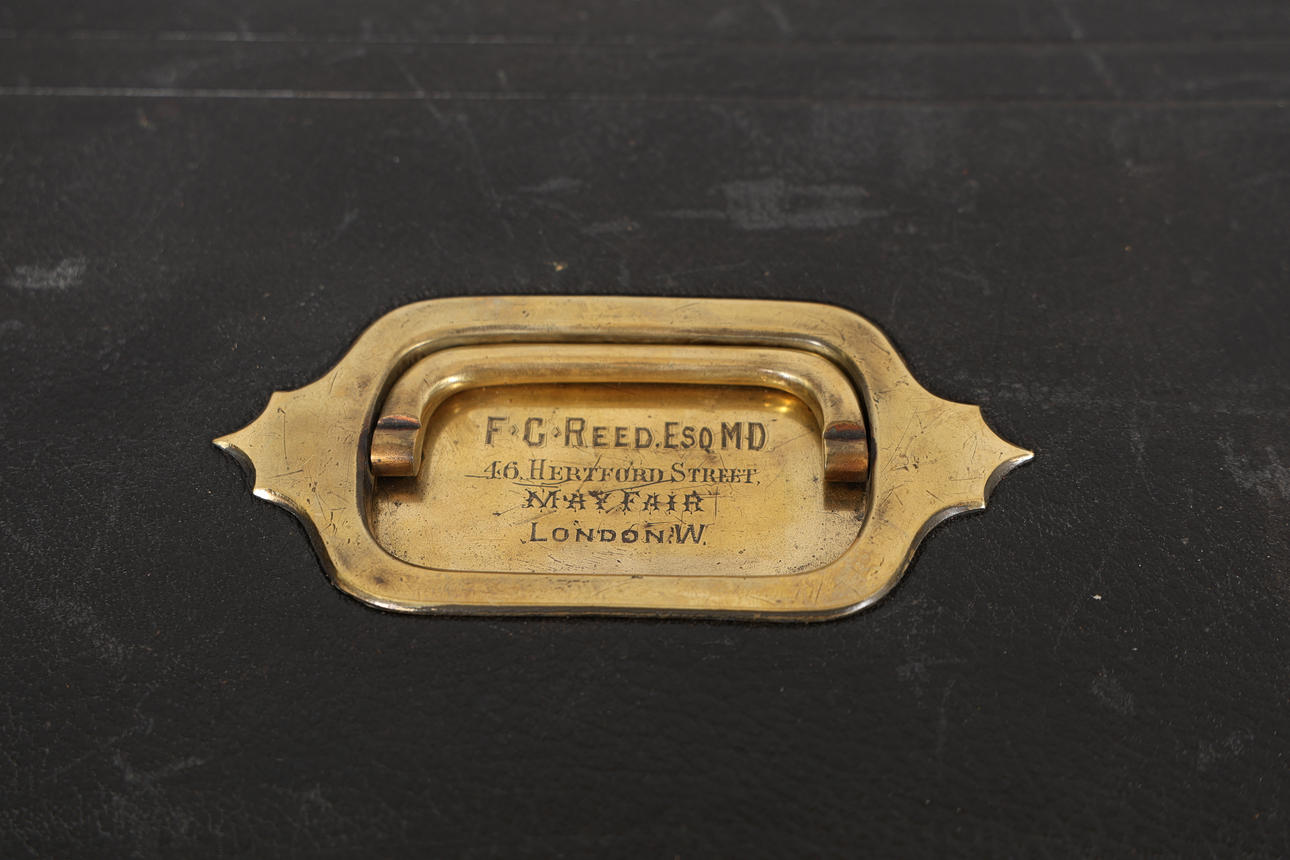 F·G·REED.ESQ MD.
46, HERTFORD STREET,
MAYFAIR
LONDON.W.